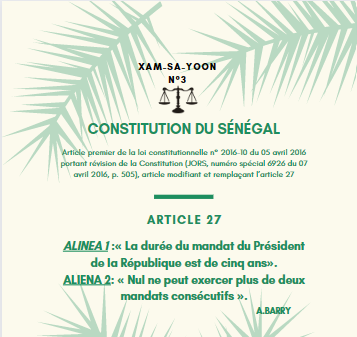 XAM-SA-YOON
N°3
CONSTITUTION DU SÉNÉGAL
Article premier de la loi constitutionnelle n° 2016-10 du 05 avril 2016
portant révision de la Constitution (JORS, numéro spécial 6926 du 07
avril 2016, p. 505), article modifiant et remplaçant l'article 27
ARTICLE 27
ALINEA 1 :« La durée du mandat du Président
de la République est de cinq ans».
ALIENA 2: « Nul ne peut exercer plus de deux
mandats consécutifs ».
A.BARRY